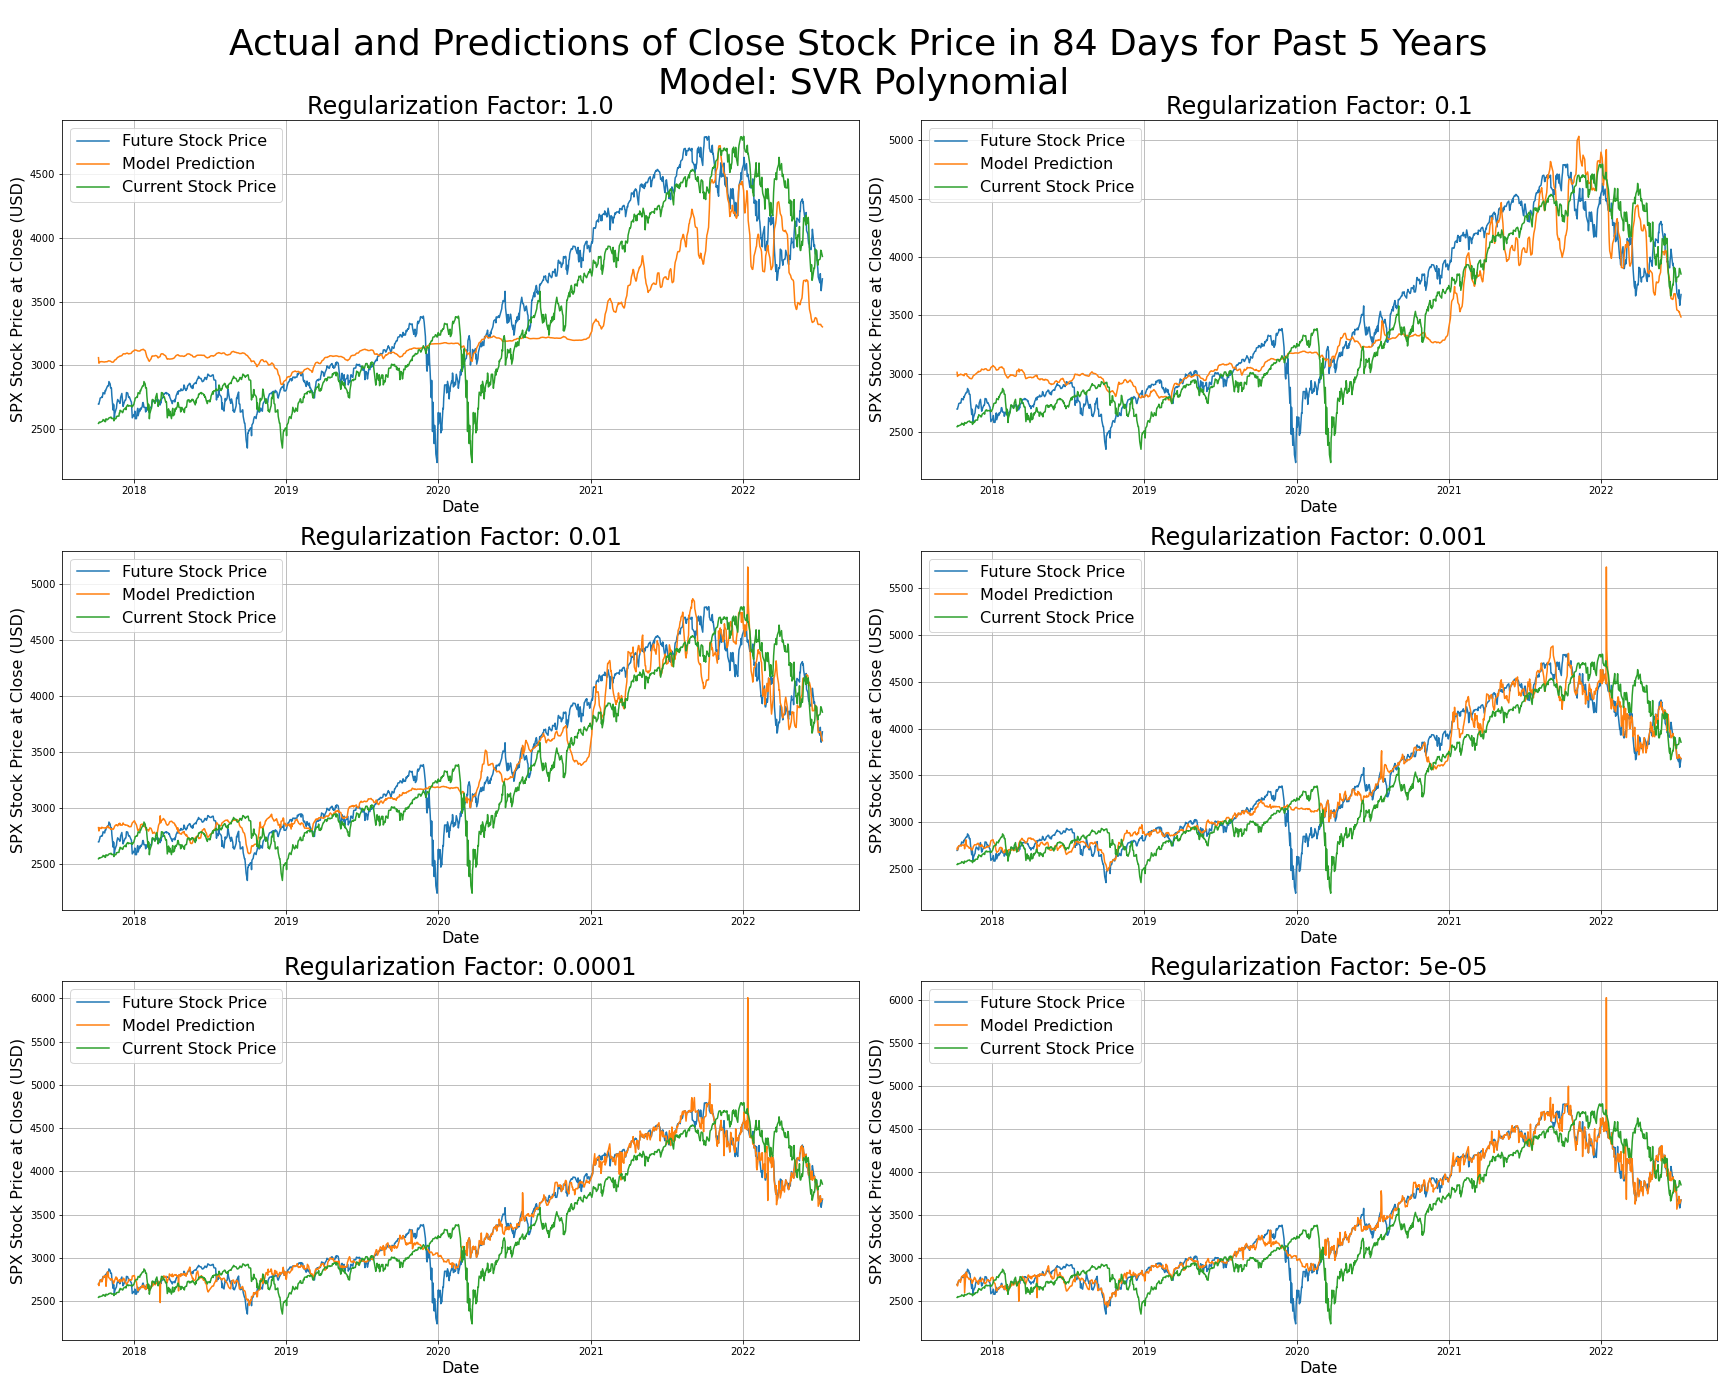 Actual and Predictions of Close Stock Price in 84 Days for Past 5 Years
Model: SVR Polynomial
Regularization Factor: 1.0
Future Stock Price
Model Prediction
Current Stock Price
SPX Stock Price at Close (USD)
4500
4000
3500
3000
2500
2018 2019 2020 2021 2022
Date
Regularization Factor: 0.1
Future Stock Price
Model Prediction
Current Stock Price
SPX Stock Price at Close (USD)
5000
4500
4000
3500
3000
2500
2018 2019 2020 2021 2022
Date
Regularization Factor: 0.01
Future Stock Price
Model Prediction
Current Stock Price
SPX Stock Price at Close (USD)
5000
4500
4000
3500
3000
2500
2018 2019 2020 2021 2022
Date
Regularization Factor: 0.001
Future Stock Price
Model Prediction
Current Stock Price
SPX Stock Price at Close (USD)
5500
5000
4500
4000
3500
3000
2500
2018 2019 2020 2021 2022
Date
Regularization Factor: 0.0001
Future Stock Price
Model Prediction
Current Stock Price
SPX Stock Price at Close (USD)
6000
5500
5000
4500
4000
3500
3000
2500
2018 2019 2020 2021 2022
Date
Regularization Factor: 5e-05
Future Stock Price
Model Prediction
Current Stock Price
SPX Stock Price at Close (USD)
6000
5500
5000
4500
4000
3500
3000
2500
2018 2019 2020 2021 2022
Date